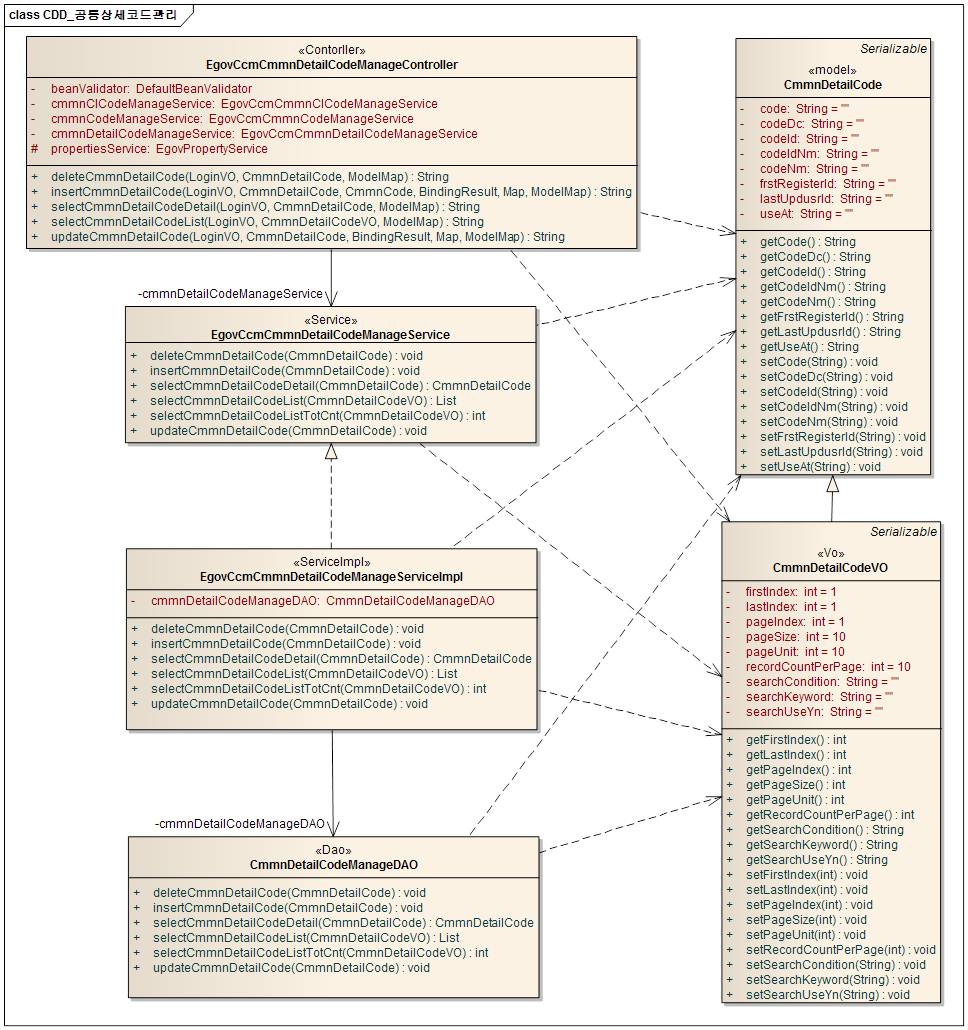 class CDD_공통상세코드관리
«Contorller»
EgovCcmCmmnDetailCodeManageController
- beanValidator: DefaultBeanValidator
- cmmnClCodeManageService: EgovCcmCmmnClCodeManageService
- cmmnCodeManageService: EgovCcmCmmnCodeManageService
- cmmnDetailCodeManageService: EgovCcmCmmnDetailCodeManageService
# propertiesService: EgovPropertyService
+ deleteCmmnDetailCode(LoginVO, CmmnDetailCode, ModelMap) : String
+ insertCmmnDetailCode(LoginVO, CmmnDetailCode, CmmnCode, BindingResult, Map, ModelMap) : String
+ selectCmmnDetailCodeDetail(LoginVO, CmmnDetailCode, ModelMap) : String
+ selectCmmnDetailCodeList(LoginVO, CmmnDetailCodeVO, ModelMap) : String
+ updateCmmnDetailCode(LoginVO, CmmnDetailCode, BindingResult, Map, ModelMap) : String
-cmmnDetailCodeManageService
«Service»
EgovCcmCmmnDetailCodeManageService
+ deleteCmmnDetailCode(CmmnDetailCode) : void
+ insertCmmnDetailCode(CmmnDetailCode) : void
+ selectCmmnDetailCodeDetail(CmmnDetailCode) : CmmnDetailCode
+ selectCmmnDetailCodeList(CmmnDetailCodeVO) : List
+ selectCmmnDetailCodeListTotCnt(CmmnDetailCodeVO) : int
+ updateCmmnDetailCode(CmmnDetailCode) : void
«ServiceImpl»
EgovCcmCmmnDetailCodeManageServiceImpl
- cmmnDetailCodeManageDAO: CmmnDetailCodeManageDAO
+ deleteCmmnDetailCode(CmmnDetailCode) : void
+ insertCmmnDetailCode(CmmnDetailCode) : void
+ selectCmmnDetailCodeDetail(CmmnDetailCode) : CmmnDetailCode
+ selectCmmnDetailCodeList(CmmnDetailCodeVO) : List
+ selectCmmnDetailCodeListTotCnt(CmmnDetailCodeVO) : int
+ updateCmmnDetailCode(CmmnDetailCode) : void
-cmmnDetailCodeManageDAO
«Dao»
CmmnDetailCodeManageDAO
+ deleteCmmnDetailCode(CmmnDetailCode) : void
+ insertCmmnDetailCode(CmmnDetailCode) : void
+ selectCmmnDetailCodeDetail(CmmnDetailCode) : CmmnDetailCode
+ selectCmmnDetailCodeList(CmmnDetailCodeVO) : List
+ selectCmmnDetailCodeListTotCnt(CmmnDetailCodeVO) : int
+ updateCmmnDetailCode(CmmnDetailCode) : void
Serializable
«model»
CmmnDetailCode
- code: String = ""
- codeDc: String = ""
- codeId: String = ""
- codeIdNm: String = ""
- codeNm: String = ""
- frstRegisterId: String = ""
- lastUpdusrId: String = ""
- useAt: String = ""
+ getCode() : String
+ getCodeDc() : String
+ getCodeId() : String
+ getCodeIdNm() : String
+ getCodeNm() : String
+ getFrstRegisterId() : String
+ getLastUpdusrId() : String
+ getUseAt() : String
+ setCode(String) : void
+ setCodeDc(String) : void
+ setCodeId(String) : void
+ setCodeIdNm(String) : void
+ setCodeNm(String) : void
+ setFrstRegisterId(String) : void
+ setLastUpdusrId(String) : void
+ setUseAt(String) : void
Serializable
«Vo»
CmmnDetailCodeVO
- firstIndex: int = 1
- lastIndex: int = 1
- pageIndex: int = 1
- pageSize: int = 10
- pageUnit: int = 10
- recordCountPerPage: int = 10
- searchCondition: String = ""
- searchKeyword: String = ""
- searchUseYn: String = ""
+ getFirstIndex() : int
+ getLastIndex() : int
+ getPageIndex() : int
+ getPageSize() : int
+ getPageUnit() : int
+ getRecordCountPerPage() : int
+ getSearchCondition() : String
+ getSearchKeyword() : String
+ getSearchUseYn() : String
+ setFirstIndex(int) : void
+ setLastIndex(int) : void
+ setPageIndex(int) : void
+ setPageSize(int) : void
+ setPageUnit(int) : void
+ setRecordCountPerPage(int) : void
+ setSearchCondition(String) : void
+ setSearchKeyword(String) : void
+ setSearchUseYn(String) : void